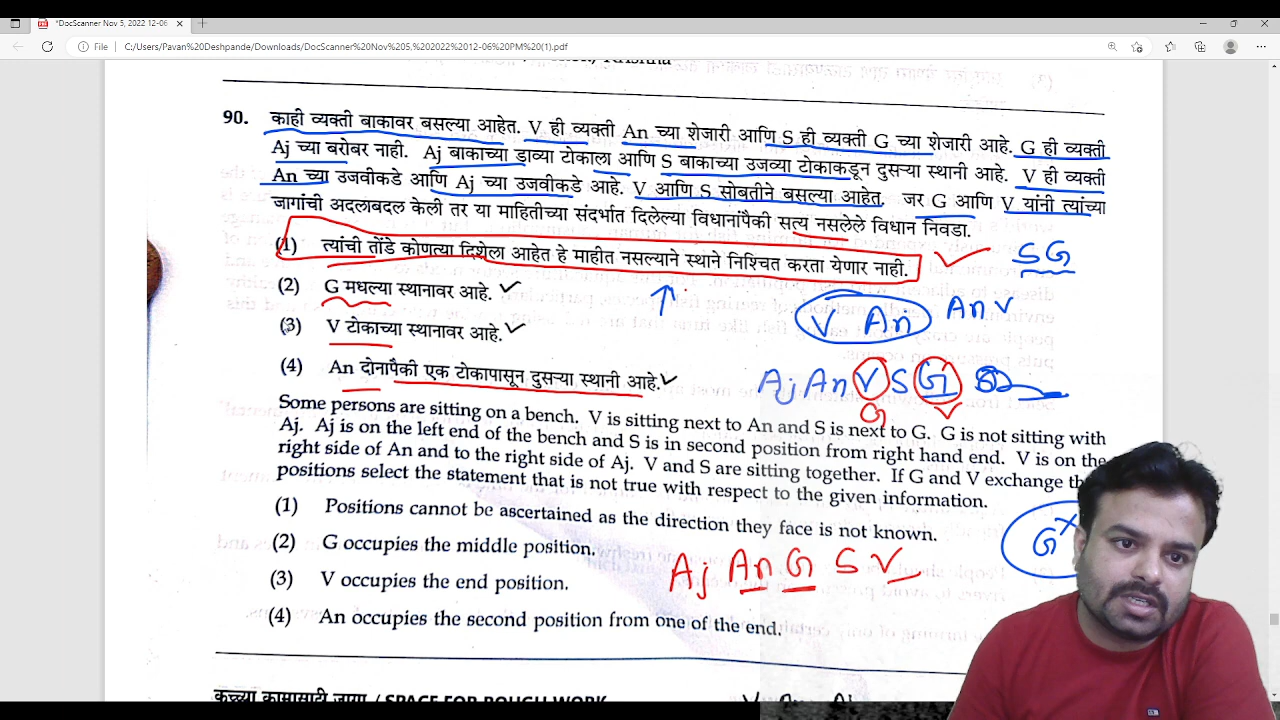 *DocScanner Nov 5, 2022 12-06
File
C:/Users/Pavan%20Deshpande/Downloads/DocScanner%20Nov%205,%202022%2012-06%20PM%20(1).pdf
90. काही व्यक्ती बाकावर बसल्या आहेत. V ही व्यक्ती An च्या शेजारी आणि S ही व्यक्ती G च्या शेजारी आहे. G ही व्यक्ती
Aj च्या बरोबर नाही. Aj बाकाच्या डाव्या टोकाला आणि S बाकाच्या उजव्या टोकाकडून दुसऱ्या स्थानी आहे. V ही व्यक्ती
An च्या उजवीकडे आणि Aj च्या उजवीकडे आहे. V आणि S सोबतीने बसल्या आहेत. जर G आणि V यांनी त्यांच्या
जागांची अदलाबदल केली तर या माहितीच्या संदर्भात दिलेल्या विधानांपैकी सत्य नसलेले विधान निवडा.
(1) त्यांची तोंडे कोणत्या दिशेला आहेत हे माहीत नसल्याने स्थाने निश्चित करता येणार नाही.
SG
(2) G मधल्या स्थानावर आहे.
V An An V
(3) V टोकाच्या स्थानावर आहे.
(4) An दोनापैकी एक टोकापासून दुसऱ्या स्थानी आहे.
Aj An V S G
G V
Some persons are sitting on a bench. V is sitting next to An and S is next to G. G is not sitting with
Aj. Aj is on the left end of the bench and S is in second position from right hand end. V is on the
right side of An and to the right side of Aj. V and S are sitting together. If G and V exchange
positions select the statement that is not true with respect to the given information.
(1) Positions cannot be ascertained as the direction they face is not known.
G x
(2) G occupies the middle position.
Aj An G S V
(3) V occupies the end position.
(4) An occupies the second position from one of the end.
कच्च्या कामासाठी जागा / SPACE FOR ROUGH WORK